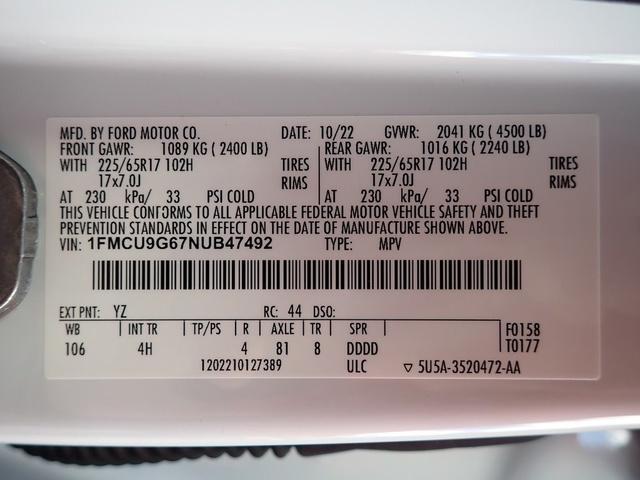 MFD. BY FORD MOTOR CO. DATE: 10/22 GVWR: 2041 KG ( 4500 LB)
FRONT GAWR: 1089 KG ( 2400 LB) REAR GAWR: 1016 KG ( 2240 LB)
WITH 225/65R17 102H TIRES WITH 225/65R17 102H TIRES
17x7.0J RIMS 17x7.0J RIMS
AT 230 kPa/ 33 PSI COLD AT 230 kPa/ 33 PSI COLD
THIS VEHICLE CONFORMS TO ALL APPLICABLE FEDERAL MOTOR VEHICLE SAFETY AND THEFT
PREVENTION STANDARDS IN EFFECT ON THE DATE OF MANUFACTURE SHOWN ABOVE.
VIN: 1FMCU9G67NUB47492 TYPE: MPV
EXT PNT: YZ RC: 44 DSO:
WB INT TR TP/PS R AXLE TR SPR F0158
106 4H 4 81 8 DDDD T0177
1202210127389 ULC ▽ 5U5A-3520472-AA